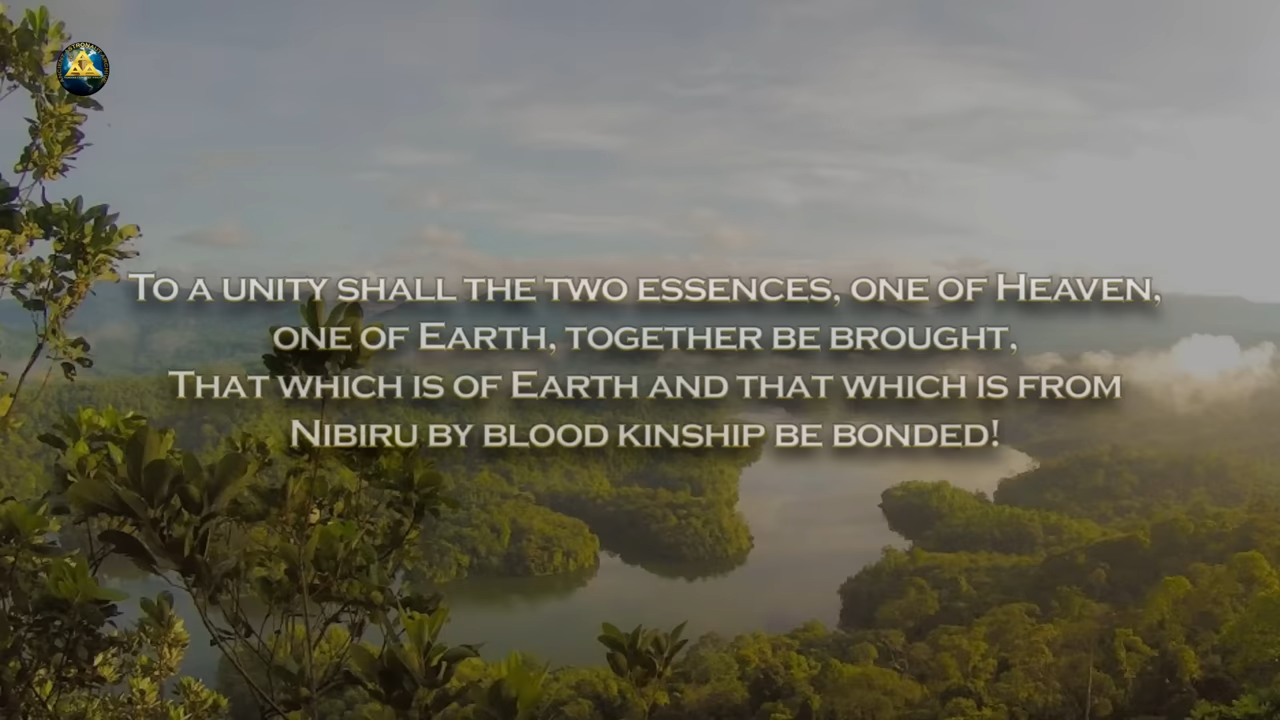 To a unity shall the two essences, one of Heaven,
one of Earth, together be brought,
That which is of Earth and that which is from
Nibiru by blood kinship be bonded!